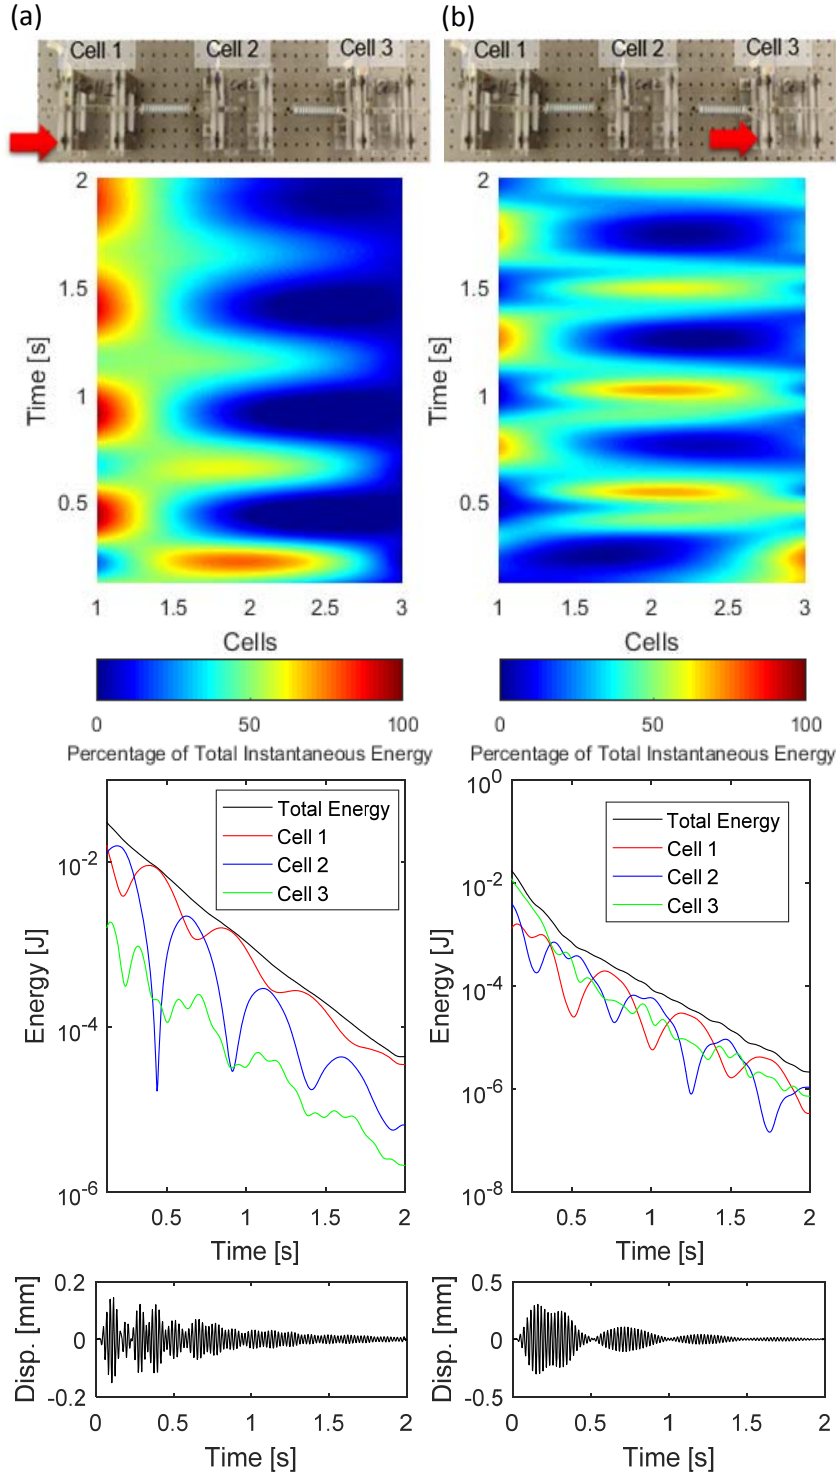 (a)
Cell 1 Cell 2 Cell 3
2
1.5
1
0.5
Time [s]
1 1.5 2 2.5 3
Cells
0 50 100
Percentage of Total Instantaneous Energy
Total Energy
Cell 1
Cell 2
Cell 3
10-2
10-4
10-6
Energy [J]
0.5 1 1.5 2
Time [s]
0.2
0
-0.2
Disp. [mm]
0 0.5 1 1.5 2
Time [s]
(b)
Cell 1 Cell 2 Cell 3
2
1.5
1
0.5
Time [s]
1 1.5 2 2.5 3
Cells
0 50 100
Percentage of Total Instantaneous Energy
Total Energy
Cell 1
Cell 2
Cell 3
100
10-2
10-4
10-6
10-8
Energy [J]
0.5 1 1.5 2
Time [s]
0.5
0
-0.5
Disp. [mm]
0 0.5 1 1.5 2
Time [s]